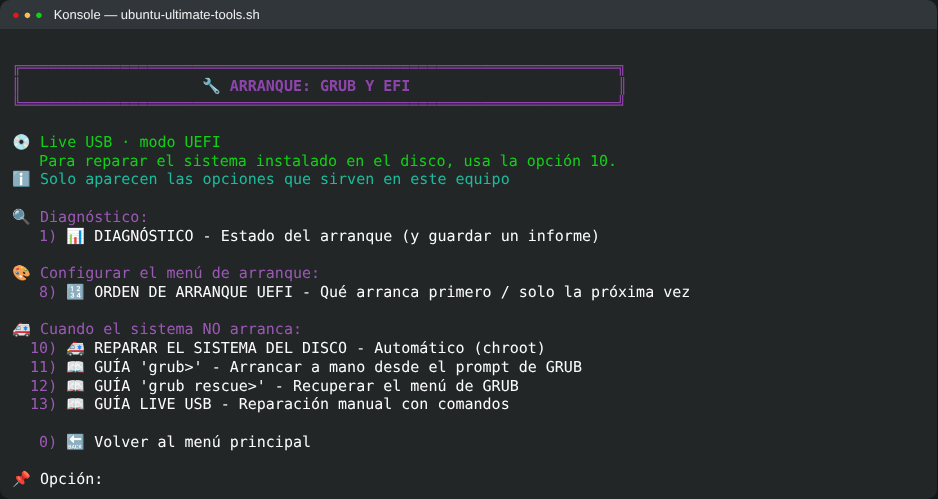 Konsole — ubuntu-ultimate-tools.sh
🔧 ARRANQUE: GRUB Y EFI
💿 Live USB · modo UEFI
Para reparar el sistema instalado en el disco, usa la opción 10.
ℹ️ Solo aparecen las opciones que sirven en este equipo
🔍 Diagnóstico:
1) 📊 DIAGNÓSTICO - Estado del arranque (y guardar un informe)
🎨 Configurar el menú de arranque:
8) 🔢 ORDEN DE ARRANQUE UEFI - Qué arranca primero / solo la próxima vez
🚑 Cuando el sistema NO arranca:
10) 🚑 REPARAR EL SISTEMA DEL DISCO - Automático (chroot)
11) 📖 GUÍA 'grub>' - Arrancar a mano desde el prompt de GRUB
12) 📖 GUÍA 'grub rescue>' - Recuperar el menú de GRUB
13) 📖 GUÍA LIVE USB - Reparación manual con comandos
0) 🔙 Volver al menú principal
📌 Opción: